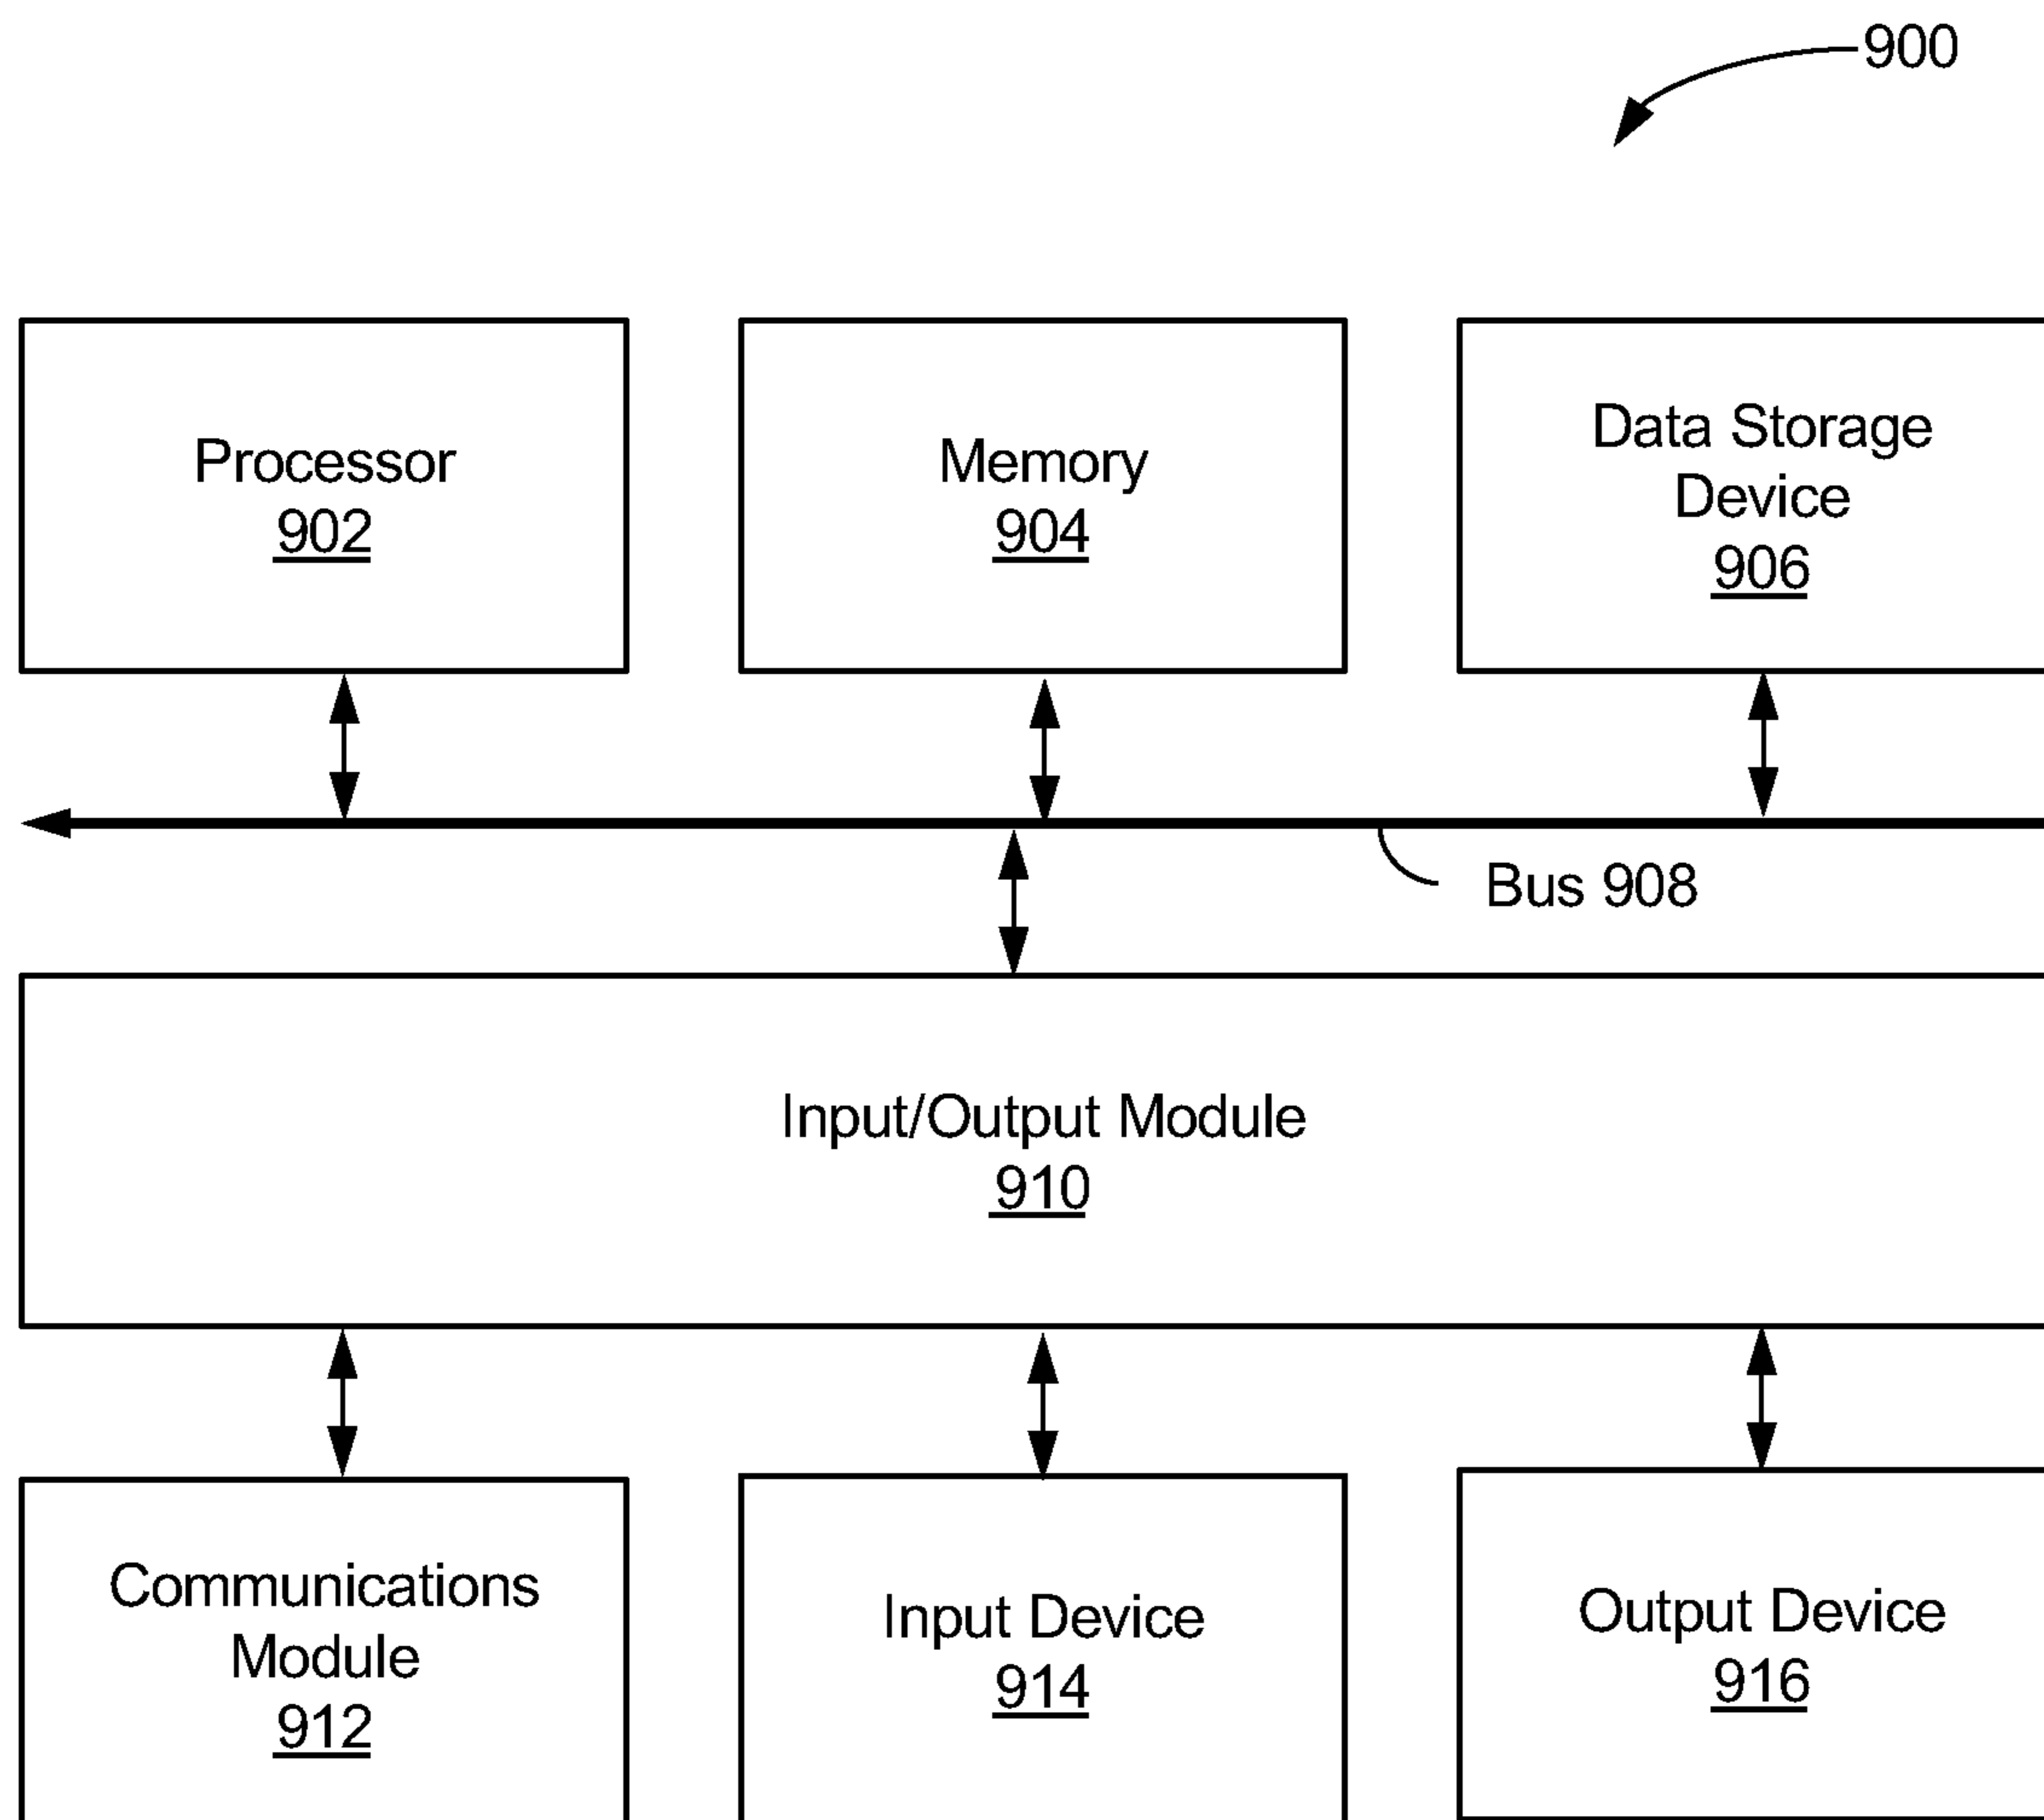 900
Processor
902
Memory
904
Data Storage
Device
906
Bus 908
Input/Output Module
910
Communications
Module
912
Input Device
914
Output Device
916